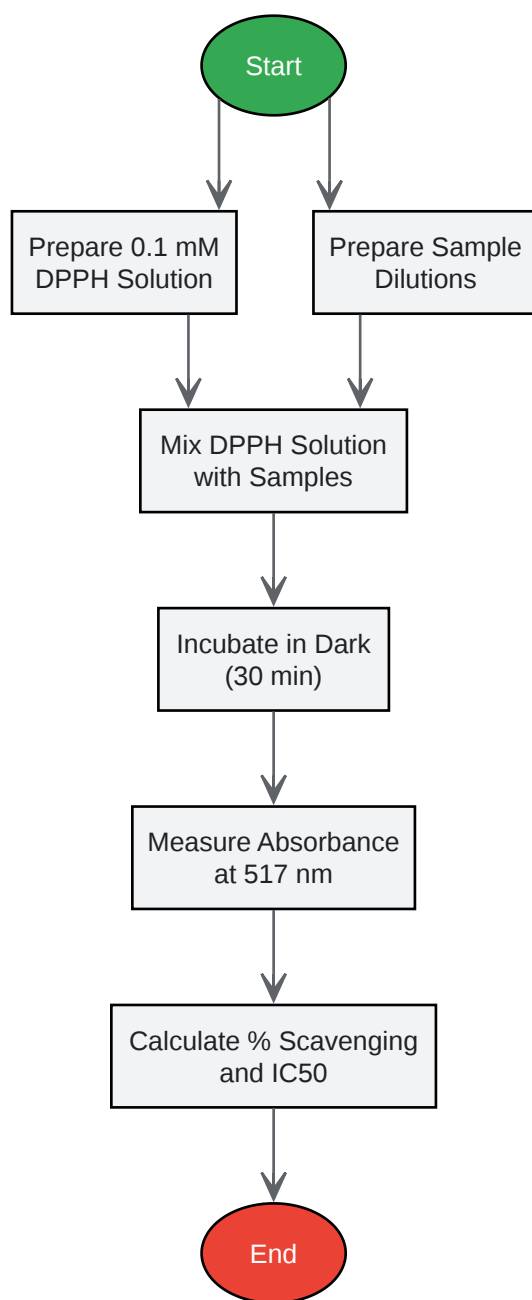 Start
Prepare 0.1 mM
DPPH Solution
Prepare Sample
Dilutions
Mix DPPH Solution
with Samples
Incubate in Dark
(30 min)
Measure Absorbance
at 517 nm
Calculate % Scavenging
and IC50
End